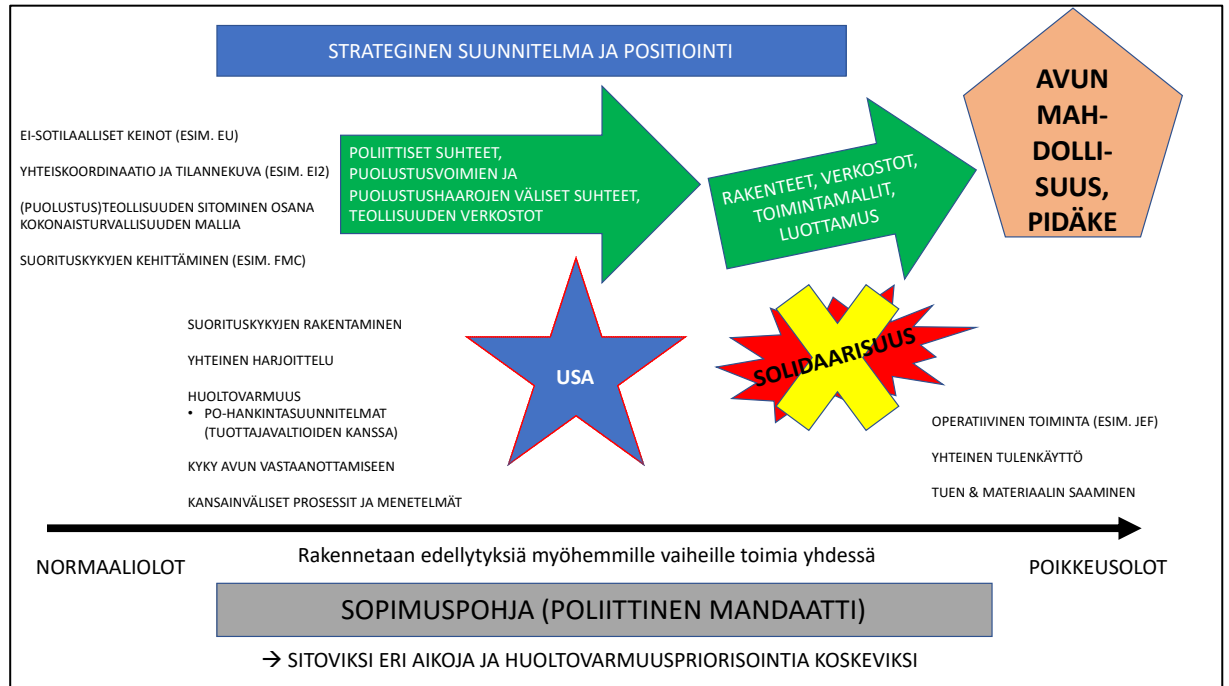 STRATEGINEN SUUNNITELMA JA POSITIOINTI
AVUN
MAH-
DOLLI-
SUUS,
PIDÄKE
EI-SOTILAALLISET KEINOT (ESIM. EU)
YHTEISKOORDINAATIO JA TILANNEKUVA (ESIM. EI2)
(PUOLUSTUS)TEOLLISUUDEN SITOMINEN OSANA
KOKONAISTURVALLISUUDEN MALLIA
SUORITUSKYKYJEN KEHITTÄMINEN (ESIM. FMC)
POLIITTISET SUHTEET,
PUOLUSTUSVOIMIEN JA
PUOLUSTUSHAAROJEN VÄLISET SUHTEET,
TEOLLISUUDEN VERKOSTOT
RAKENTEET, VERKOSTOT,
TOIMINTAMALLIT,
LUOTTAMUS
SUORITUSKYKYJEN RAKENTAMINEN
YHTEINEN HARJOITTELU
HUOLTOVARMUUS
• PO-HANKINTASUUNNITELMAT
(TUOTTAJAVALTIOIDEN KANSSA)
KYKY AVUN VASTAANOTTAMISEEN
KANSAINVÄLISET PROSESSIT JA MENETELMÄT
USA
SOLIDAARISUUS
OPERATIIVINEN TOIMINTA (ESIM. JEF)
YHTEINEN TULENKÄYTTÖ
TUEN & MATERIAALIN SAAMINEN
NORMAALIOLOT
Rakennetaan edellytyksiä myöhemmille vaiheille toimia yhdessä
POIKKEUSOLOT
SOPIMUSPOHJA (POLIITTINEN MANDAATTI)
→ SITOVIKSI ERI AIKOJA JA HUOLTOVARMUUSPRIORISOINTIA KOSKEVIKSI